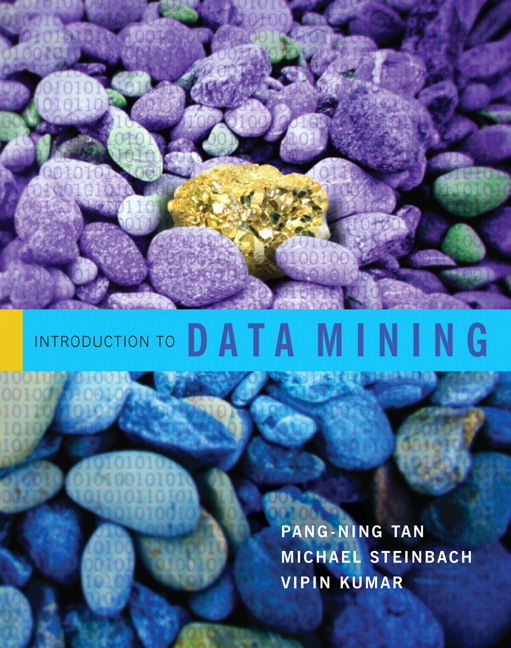 INTRODUCTION TO DATA MINING
PANG-NING TAN
MICHAEL STEINBACH
VIPIN KUMAR